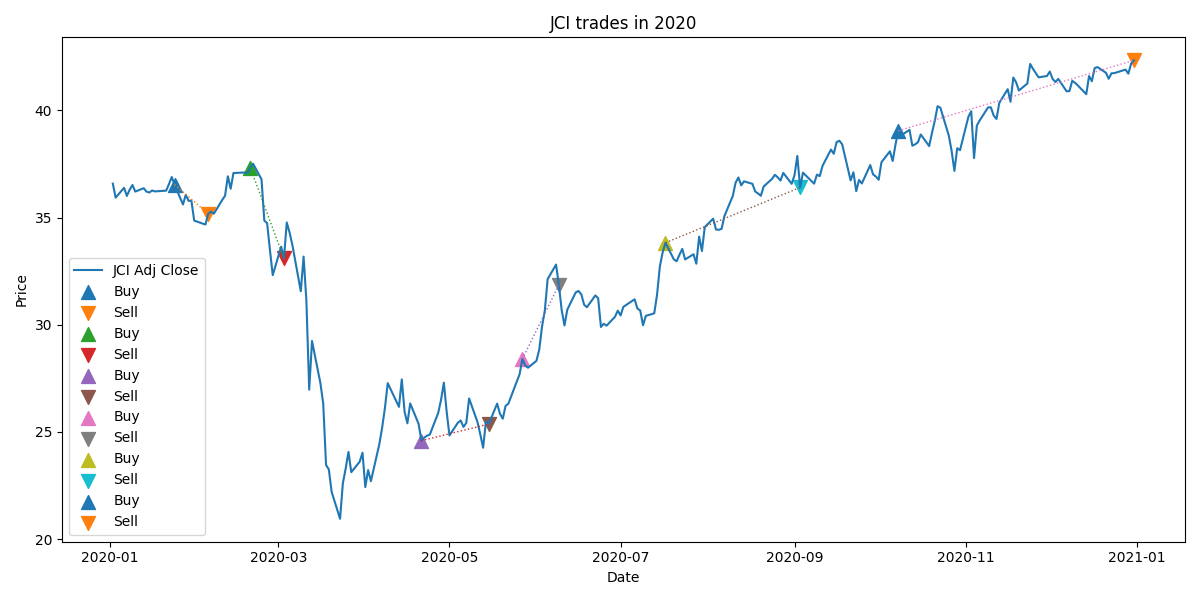 JCI trades in 2020
Price
40
35
30
25
20
JCI Adj Close
Buy
Sell
Buy
Sell
Buy
Sell
Buy
Sell
Buy
Sell
Buy
Sell
2020-01 2020-03 2020-05 2020-07 2020-09 2020-11 2021-01
Date